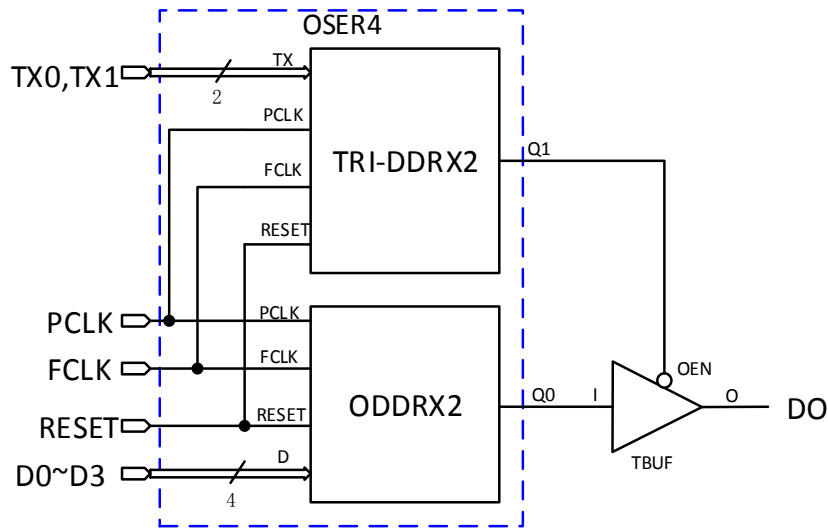 OSER4
TX0,TX1
TX
2
PCLK
FCLK
RESET
TRI-DDRX2
Q1
PCLK
PCLK
FCLK
FCLK
RESET
RESET
D0~D3
D
4
ODDRX2
Q0
I
OEN
O
DO
TBUF